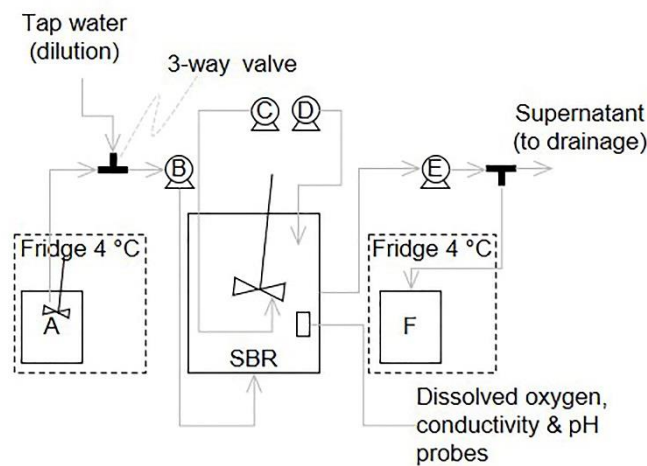 Tap water
(dilution)
3-way valve
C
D
Supernatant
(to drainage)
B
E
Fridge 4 °C
Fridge 4 °C
A
F
SBR
Dissolved oxygen,
conductivity & pH
probes